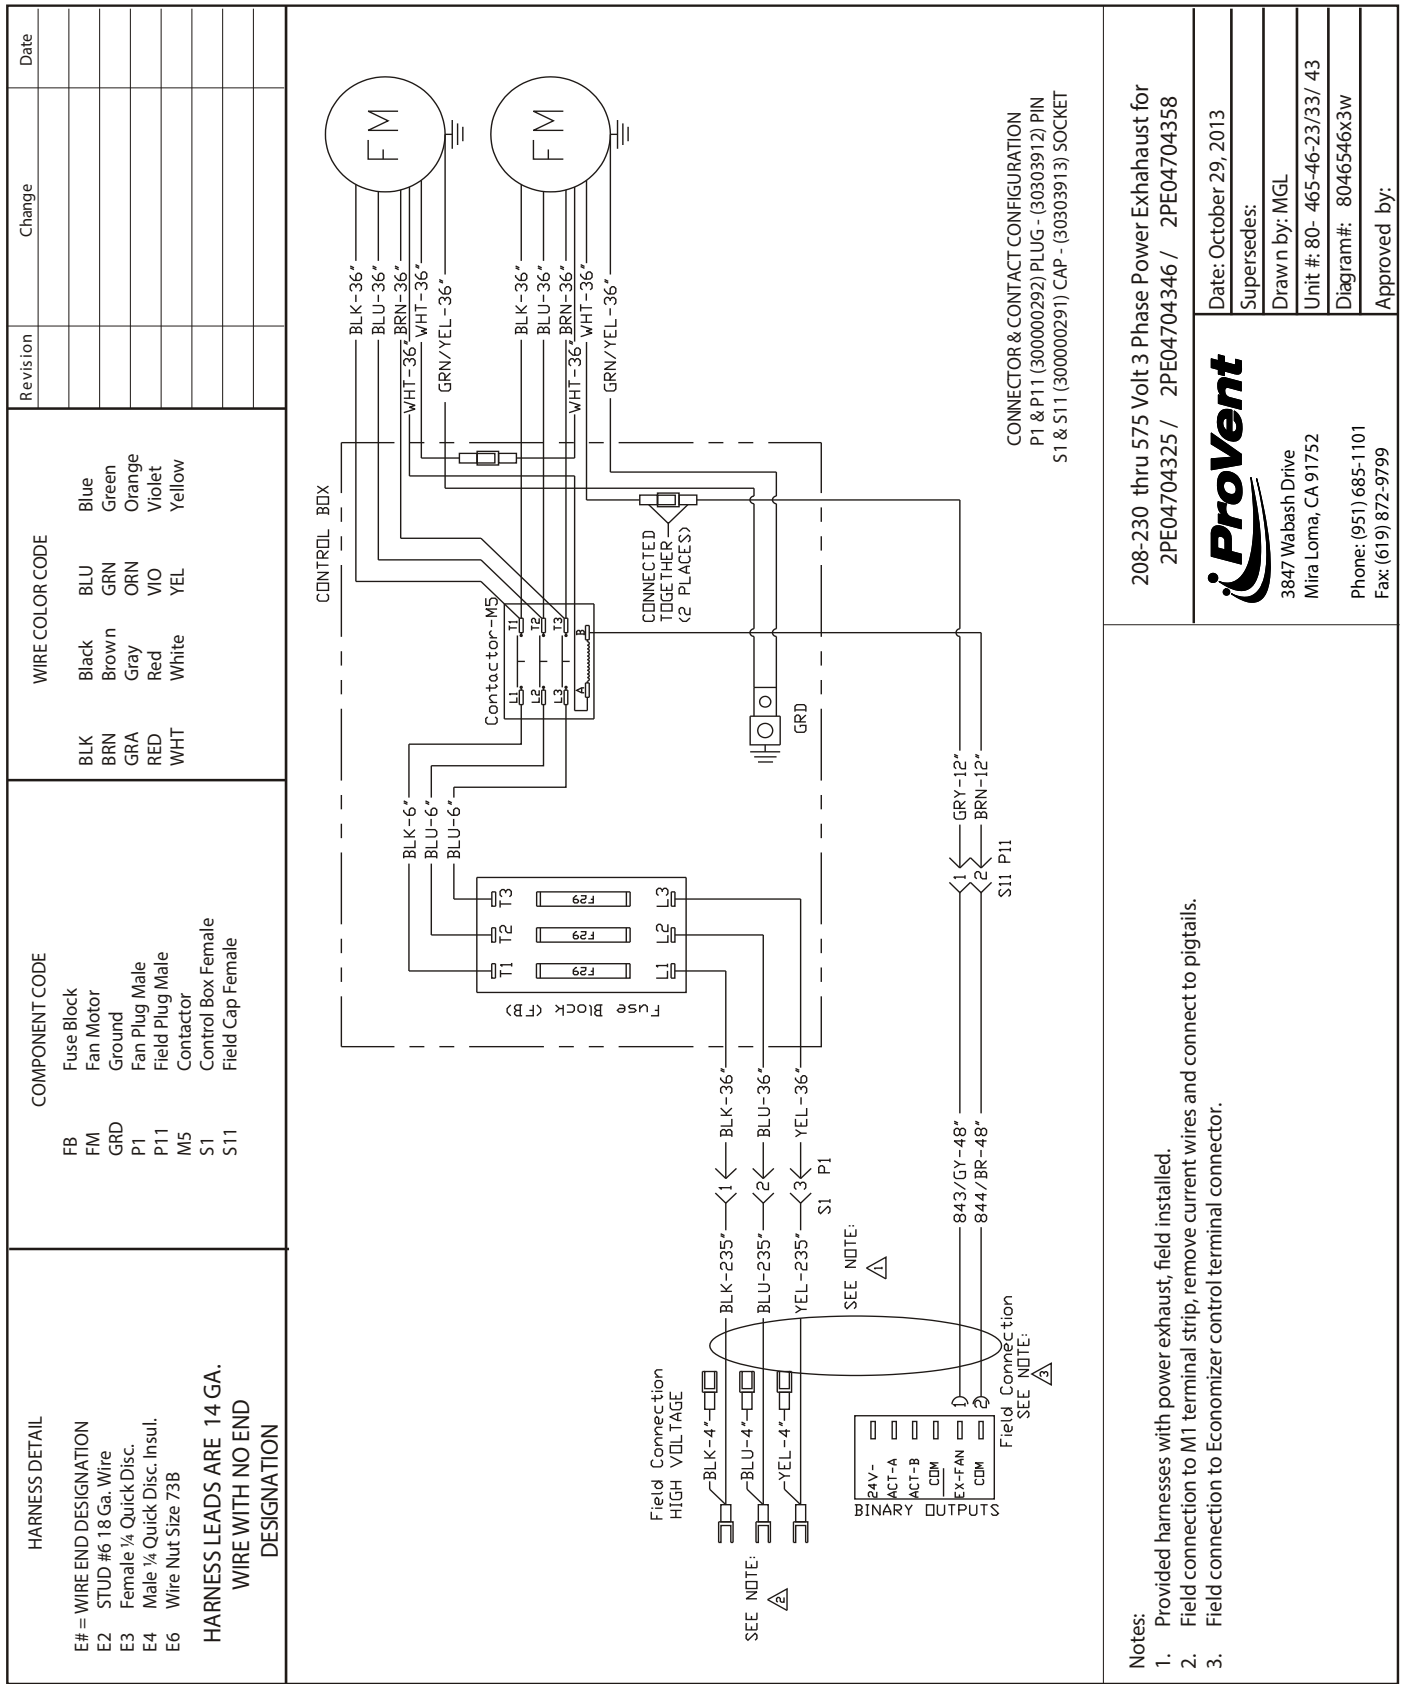 HARNESS DETAIL
E# = WIRE END DESIGNATION
E2 STUD #6 18 Ga. Wire
E3 Female ¼ Quick Disc.
E4 Male ¼ Quick Disc. Insul.
E6 Wire Nut Size 73B
HARNESS LEADS ARE 14 GA.
WIRE WITH NO END
DESIGNATION
COMPONENT CODE
FB Fuse Block
FM Fan Motor
GRD Ground
P1 Fan Plug Male
P11 Field Plug Male
M5 Contactor
S1 Control Box Female
S11 Field Cap Female
WIRE COLOR CODE
BLK Black BLU Blue
BRN Brown GRN Green
GRA Gray ORN Orange
RED Red VIO Violet
WHT White YEL Yellow
Revision Change Date
FM
BLK-36"
BLU-36"
BRN-36"
WHT-36"
WHT-36"
GRN/YEL-36"
FM
BLK-36"
BLU-36"
BRN-36"
WHT-36"
WHT-36"
GRN/YEL-36"
CONTROL BOX
Contactor-M5
L1 T1
L2 T2
L3 T3
A B
CONNECTED
TOGETHER
(2 PLACES)
GRD
BLK-6"
BLU-6"
BLU-6"
T1 T2 T3
F29 F29 F29
L1 L2 L3
Fuse Block (FB)
BLK-235" 1 BLK-36"
BLU-235" 2 BLU-36"
YEL-235" 3 YEL-36"
S1 P1
SEE NOTE:
1
Field Connection
HIGH VOLTAGE
BLK-4"
BLU-4"
YEL-4"
SEE NOTE:
2
24V-
ACT-A
ACT-B
COM
EX-FAN
COM
BINARY OUTPUTS
1
2
Field Connection
SEE NOTE:
3
843/GY-48" 1 GRY-12"
844/BR-48" 2 BRN-12"
S11 P11
CONNECTOR & CONTACT CONFIGURATION
P1 & P11 (300000292) PLUG - (30303912) PIN
S1 & S11 (300000291) CAP - (30303913) SOCKET
Notes:
1. Provided harnesses with power exhaust, field installed.
2. Field connection to M1 terminal strip, remove current wires and connect to pigtails.
3. Field connection to Economizer control terminal connector.
208-230 thru 575 Volt 3 Phase Power Exhahaust for
2PE04704325 / 2PE04704346 / 2PE04704358
ProVent
3847 Wabash Drive
Mira Loma, CA 91752
Phone: (951) 685-1101
Fax: (619) 872-9799
Date: October 29, 2013
Supersedes:
Drawn by: MGL
Unit #: 80- 465-46-23/33/ 43
Diagram#: 8046546x3w
Approved by: